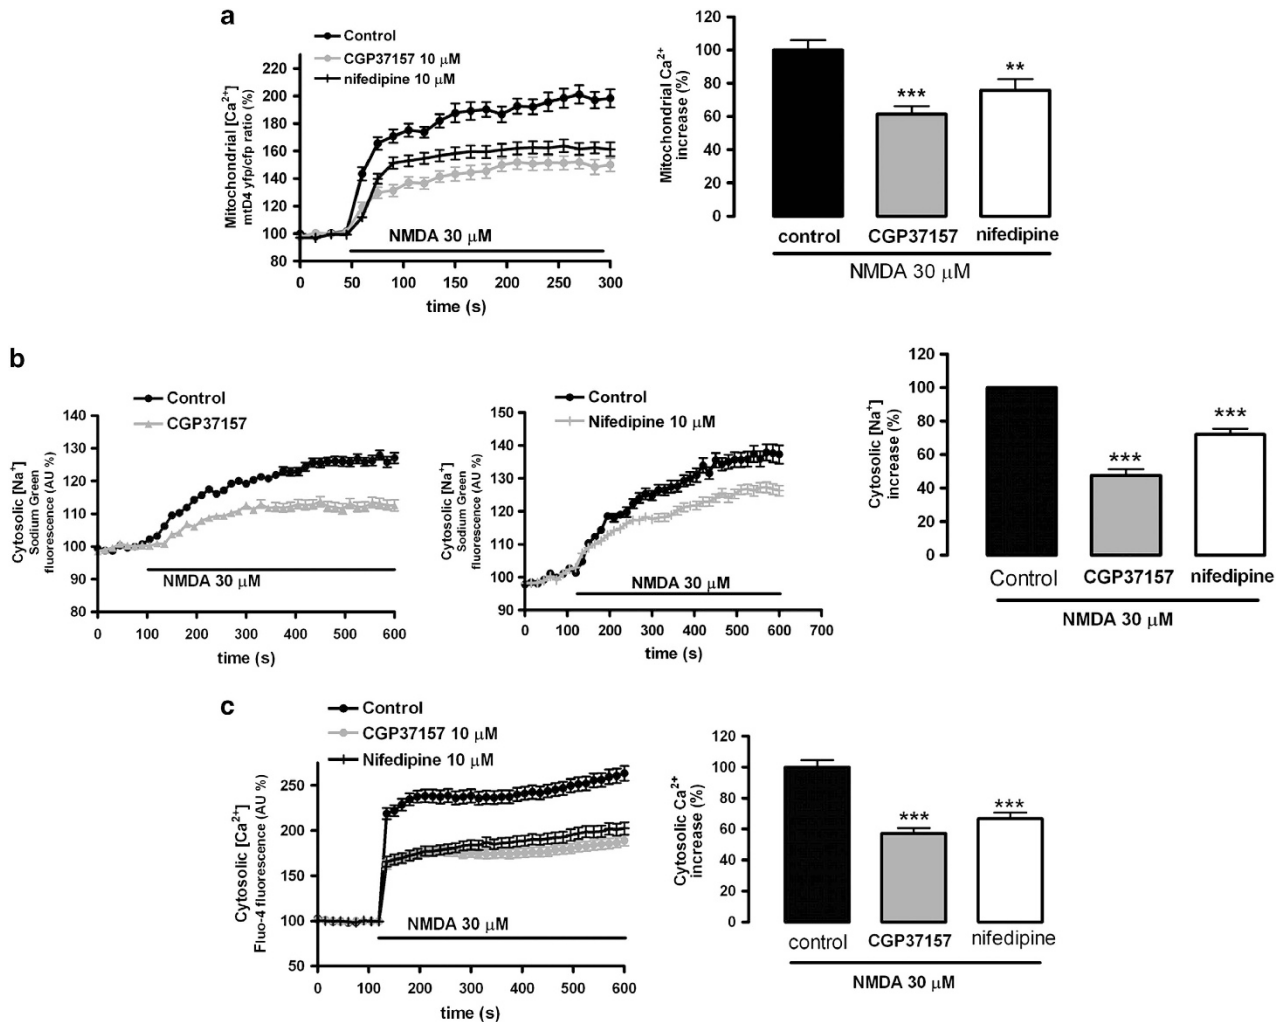 a
Control
CGP37157 10 μM
nifedipine 10 μM
Mitochondrial [Ca²⁺]
mtD4 yfp/cfp ratio (%)
220
200
180
160
140
120
100
80
NMDA 30 μM
0 50 100 150 200 250 300
time (s)
Mitochondrial Ca²⁺
increase (%)
120
100
80
60
40
20
0
***
**
control CGP37157 nifedipine
NMDA 30 μM
b
Control
CGP37157
Cytosolic [Na⁺]
Sodium Green
fluorescence (AU %)
140
130
120
110
100
90
80
NMDA 30 μM
0 100 200 300 400 500 600
time (s)
Control
Nifedipine 10 μM
Cytosolic [Na⁺]
Sodium Green
fluorescence (AU %)
150
140
130
120
110
100
90
NMDA 30 μM
0 100 200 300 400 500 600 700
time (s)
Cytosolic [Na⁺]
increase (%)
120
100
80
60
40
20
0
***
***
Control CGP37157 nifedipine
NMDA 30 μM
c
Control
CGP37157 10 μM
Nifedipine 10 μM
Cytosolic [Ca²⁺]
Fluo-4 fluorescence (AU %)
250
200
150
100
50
NMDA 30 μM
0 100 200 300 400 500 600
time (s)
Cytosolic Ca²⁺
increase (%)
120
100
80
60
40
20
0
***
***
control CGP37157 nifedipine
NMDA 30 μM